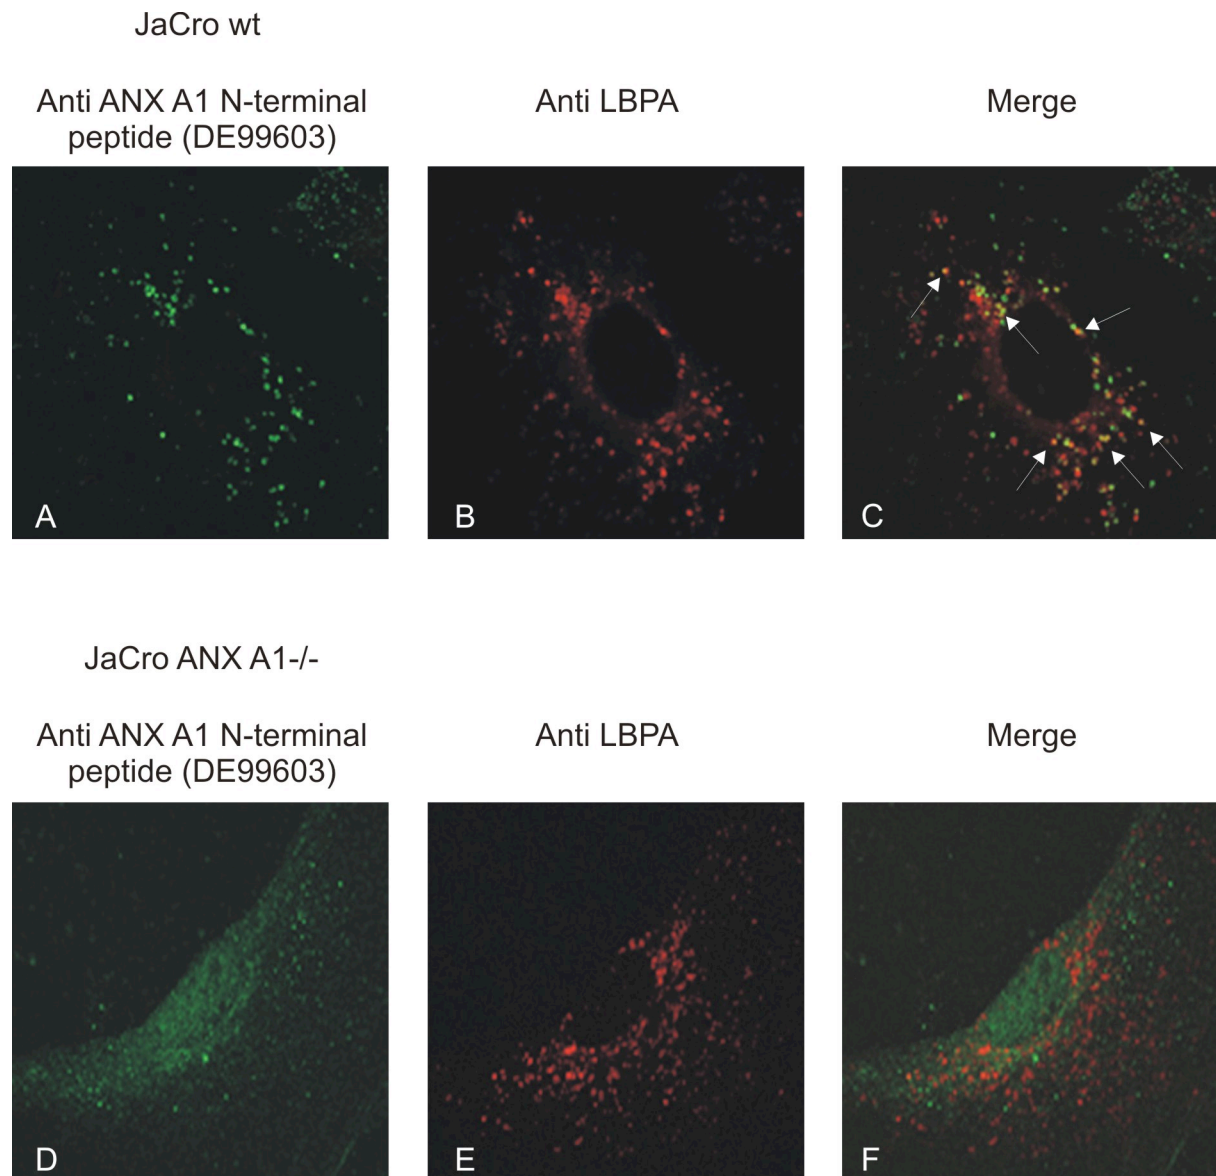 JaCro wt
Anti ANX A1 N-terminal
peptide (DE99603)
Anti LBPA
Merge
A
B
C
JaCro ANX A1-/-
Anti ANX A1 N-terminal
peptide (DE99603)
Anti LBPA
Merge
D
E
F